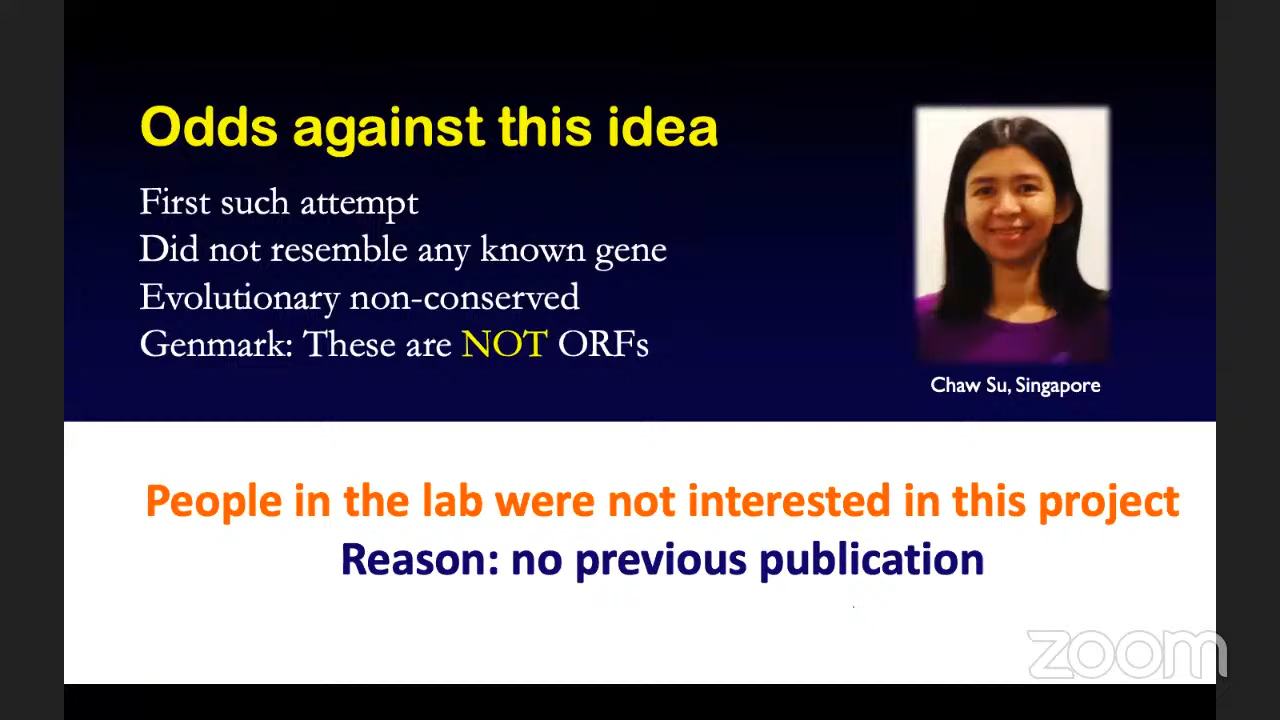 Odds against this idea
First such attempt
Did not resemble any known gene
Evolutionary non-conserved
Genmark: These are NOT ORFs
Chaw Su, Singapore
People in the lab were not interested in this project
Reason: no previous publication
zoom